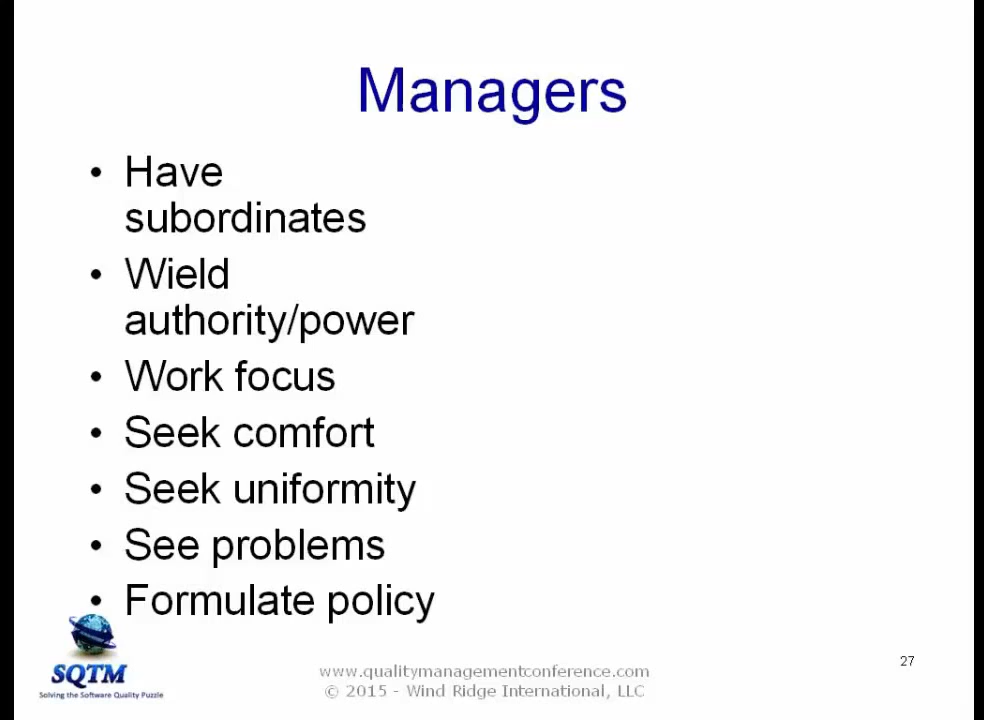 Managers
• Have
subordinates
• Wield
authority/power
• Work focus
• Seek comfort
• Seek uniformity
• See problems
• Formulate policy
SQTM
Solving the Software Quality Puzzle
www.qualitymanagementconference.com
© 2015 - Wind Ridge International, LLC
27